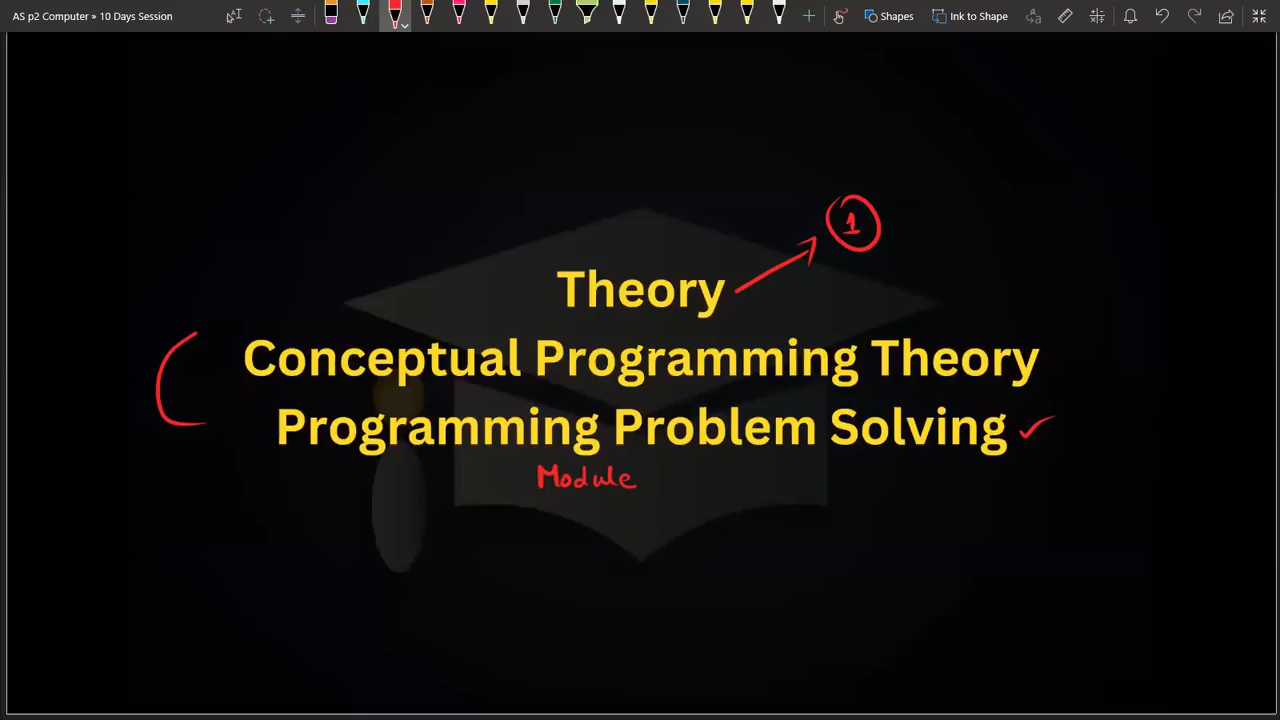 AS p2 Computer » 10 Days Session
Shapes
Ink to Shape
1
Theory
Conceptual Programming Theory
Programming Problem Solving
Module